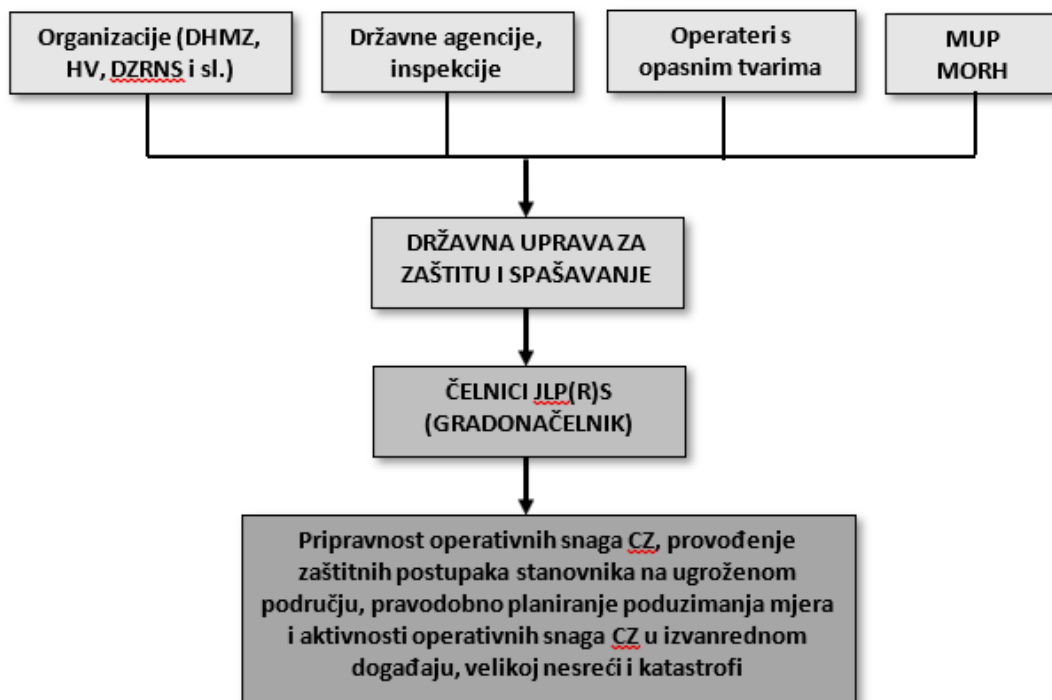 Organizacije (DHMZ,
HV, DZRNS i sl.)
Državne agencije,
inspekcije
Operateri s
opasnim tvarima
MUP
MORH
DRŽAVNA UPRAVA ZA
ZAŠTITU I SPAŠAVANJE
ČELNICI JLP(R)S
(GRADONAČELNIK)
Pripravnost operativnih snaga CZ, provođenje
zaštitnih postupaka stanovnika na ugroženom
području, pravodobno planiranje poduzimanja mjera
i aktivnosti operativnih snaga CZ u izvanrednom
događaju, velikoj nesreći i katastrofi